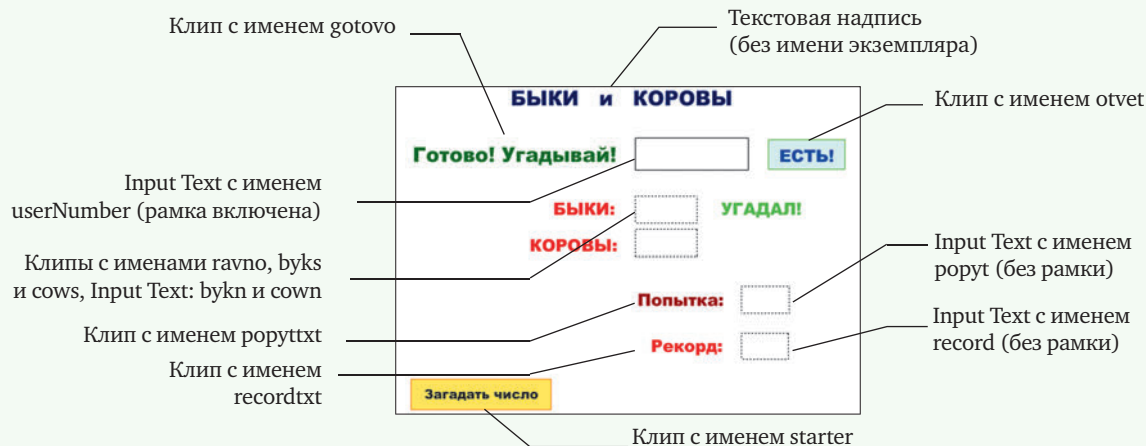 Клип с именем gotovo
Текстовая надпись
(без имени экземпляра)
БЫКИ и КОРОВЫ
Клип с именем otvet
Готово! Угадывай!
ЕСТЬ!
Input Text с именем
userNumber (рамка включена)
БЫКИ:
УГАДАЛ!
КОРОВЫ:
Клипы с именами ravno, byks
и cows, Input Text: bykn и cown
Input Text с именем
popyt (без рамки)
Попытка:
Клип с именем popyttxt
Input Text с именем
record (без рамки)
Рекорд:
Клип с именем
recordtxt
Загадать число
Клип с именем starter